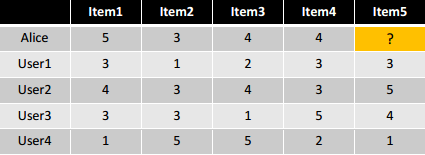 Item1 Item2 Item3 Item4 Item5
Alice 5 3 4 4 ?
User1 3 1 2 3 3
User2 4 3 4 3 5
User3 3 3 1 5 4
User4 1 5 5 2 1